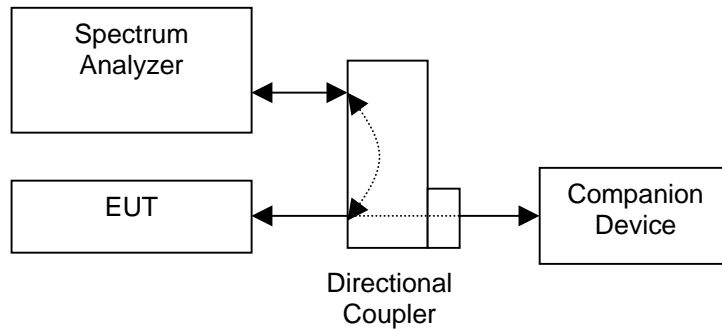 Spectrum
Analyzer
EUT
Companion
Device
Directional
Coupler